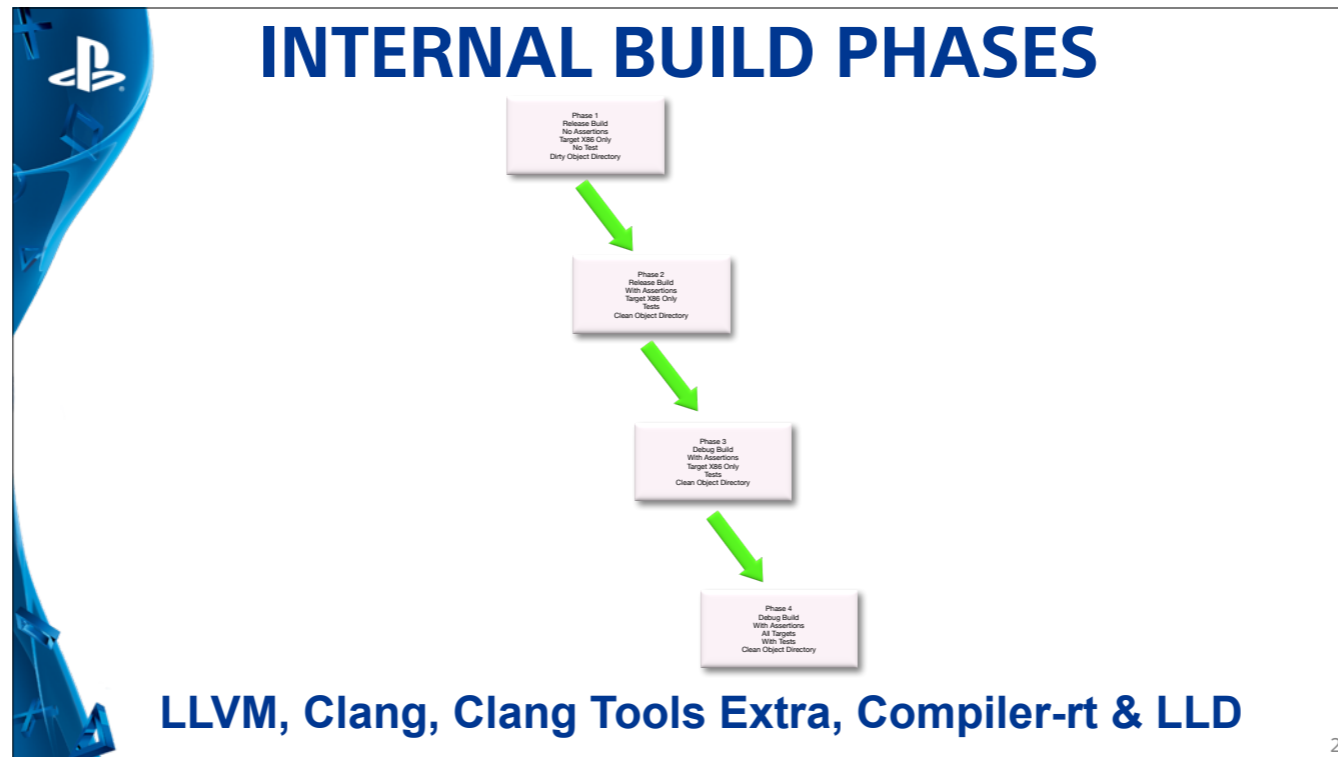 INTERNAL BUILD PHASES
Phase 1
Release Build
No Assertions
Target X86 Only
No Test
Dirty Object Directory
Phase 2
Release Build
With Assertions
Target X86 Only
Tests
Clean Object Directory
Phase 3
Debug Build
With Assertions
Target X86 Only
Tests
Clean Object Directory
Phase 4
Debug Build
With Assertions
All Targets
With Tests
Clean Object Directory
LLVM, Clang, Clang Tools Extra, Compiler-rt & LLD